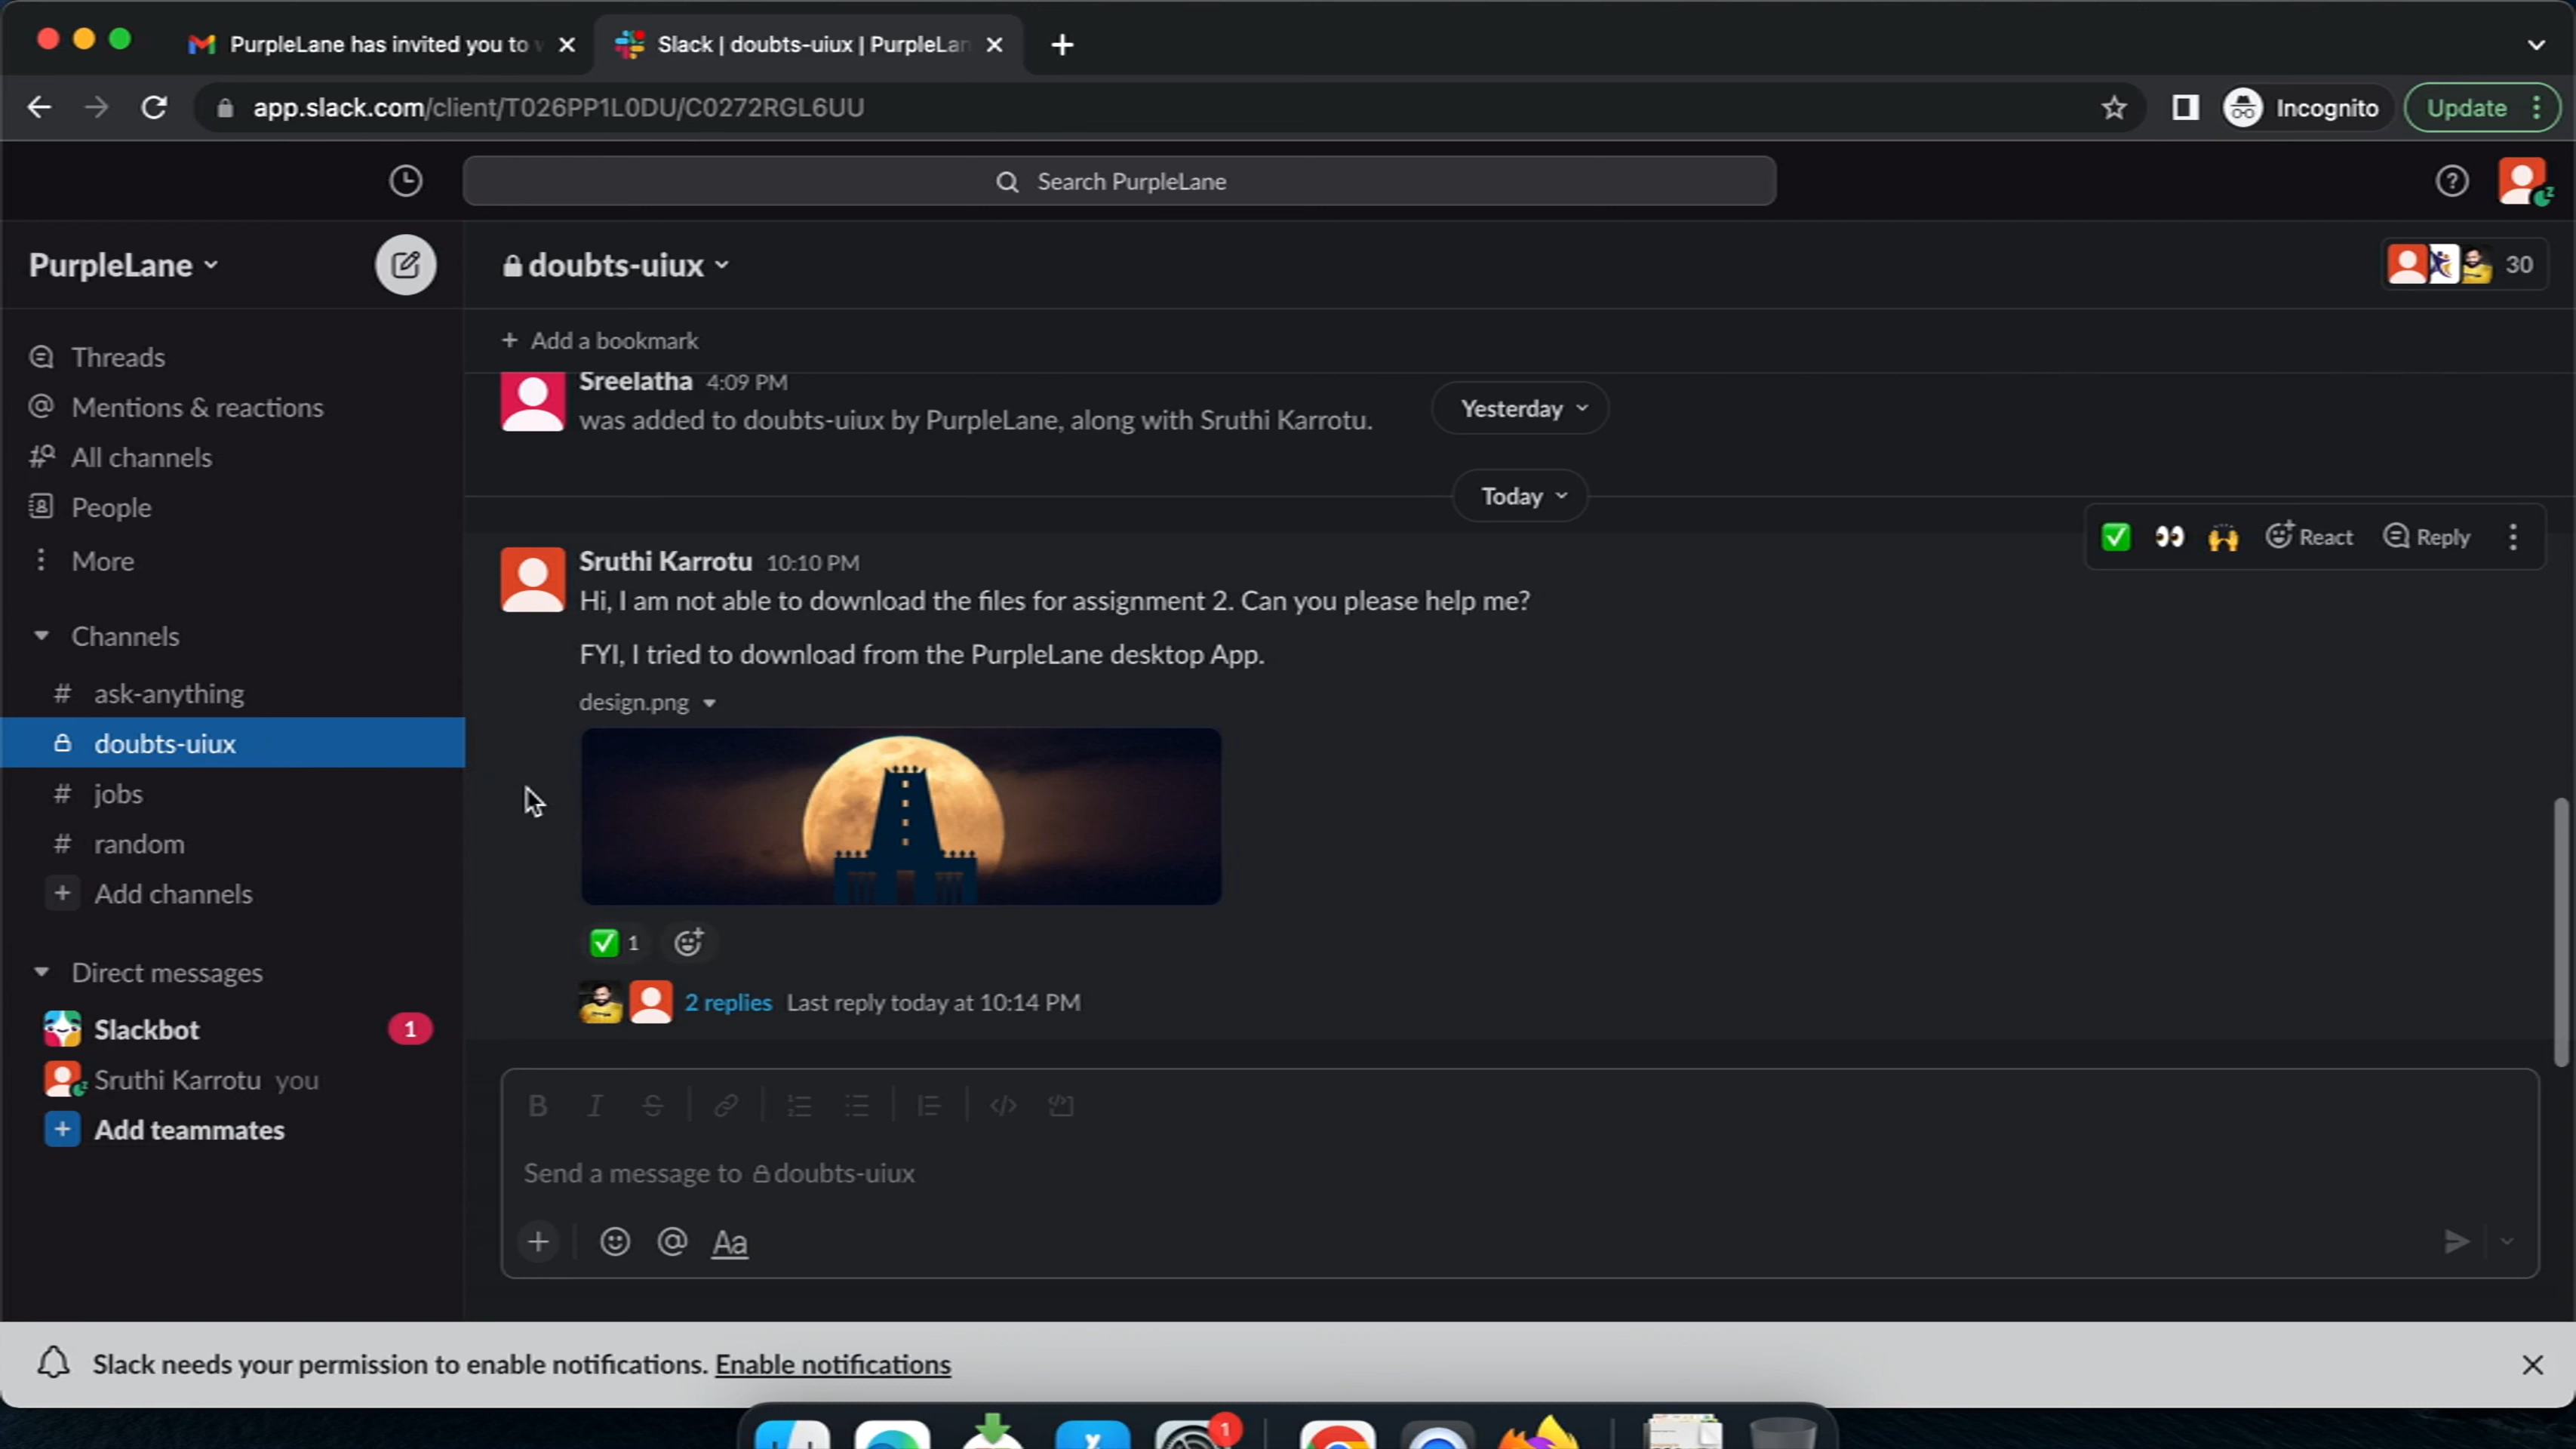 PurpleLane has invited you to
Slack | doubts-uiux | PurpleLan
app.slack.com/client/T026PP1L0DU/C0272RGL6UU
Incognito
Update
Search PurpleLane
PurpleLane
doubts-uiux
30
Add a bookmark
Threads
Mentions & reactions
All channels
People
More
Channels
# ask-anything
doubts-uiux
# jobs
# random
+ Add channels
Direct messages
Slackbot 1
Sruthi Karrotu you
+ Add teammates
Sreelatha 4:09 PM
was added to doubts-uiux by PurpleLane, along with Sruthi Karrotu.
Yesterday
Today
React
Reply
Sruthi Karrotu 10:10 PM
Hi, I am not able to download the files for assignment 2. Can you please help me?
FYI, I tried to download from the PurpleLane desktop App.
design.png
1
2 replies Last reply today at 10:14 PM
B I S
Send a message to doubts-uiux
+ @ Aa
Slack needs your permission to enable notifications. Enable notifications
1